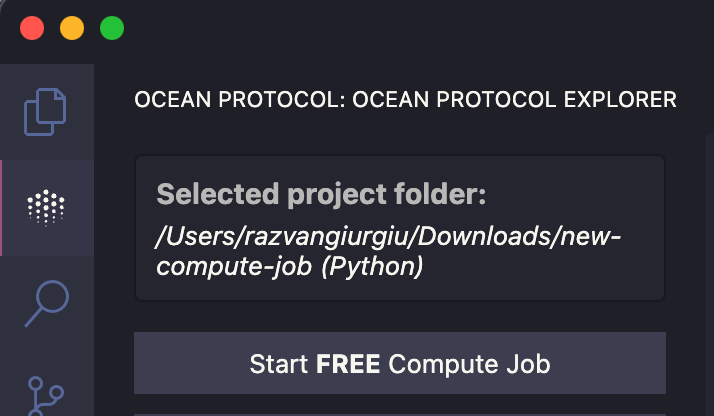 OCEAN PROTOCOL: OCEAN PROTOCOL EXPLORER
Selected project folder:
/Users/razvangiurgiu/Downloads/new-
compute-job (Python)
Start FREE Compute Job